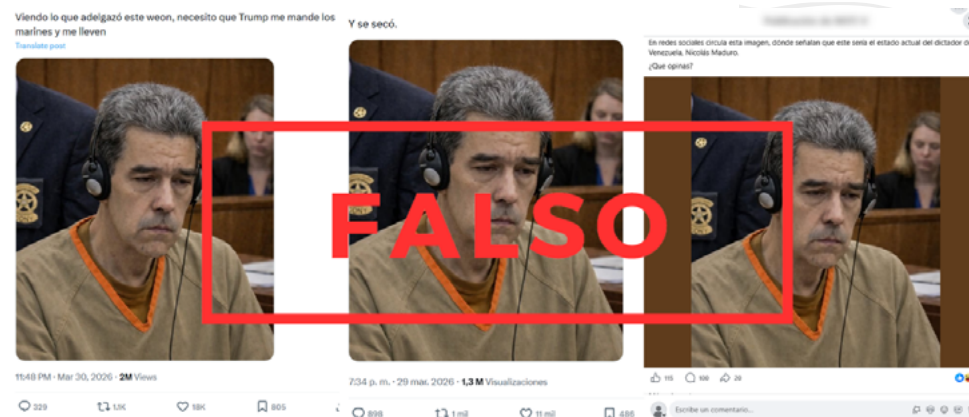 Viendo lo que adelgazó este weon, necesito que Trump me mande los
marines y me lleven
Translate post
11:48 PM · Mar 30, 2026 · 2M Views
329 1,1K 18K 805
Y se secó.
7:34 p. m. · 29 mar. 2026 · 1,3 M Visualizaciones
898 1 mil 11 mil 486
En redes sociales circula esta imagen, dónde señalan que este sería el estado actual del dictador de
Venezuela, Nicolás Maduro.
¿Que opinas?
115 100 20
Escribe un comentario...
FALSO